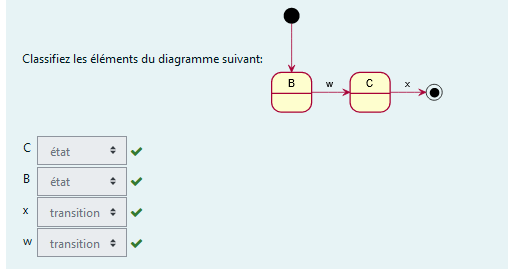 Classifiez les éléments du diagramme suivant:
B w C x
C état
B état
x transition
w transition